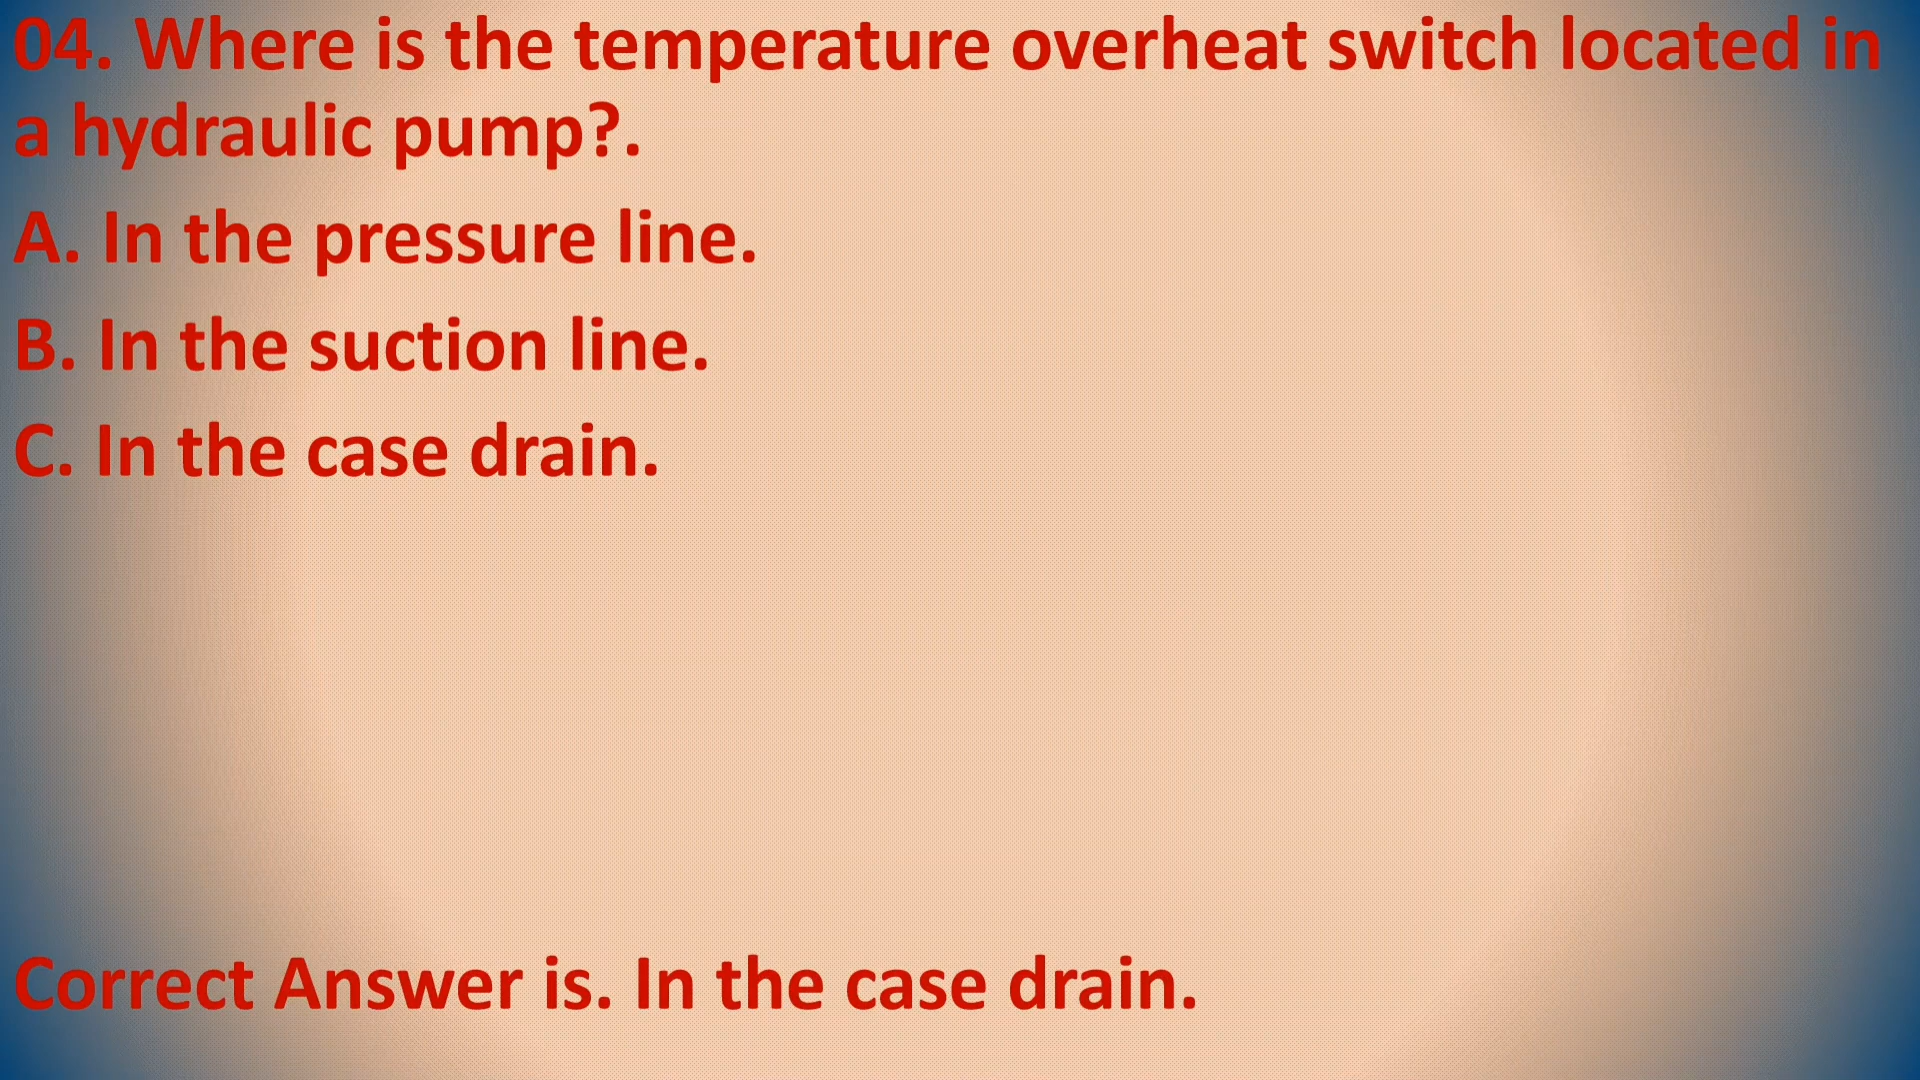 04. Where is the temperature overheat switch located in
a hydraulic pump?.
A. In the pressure line.
B. In the suction line.
C. In the case drain.
Correct Answer is. In the case drain.